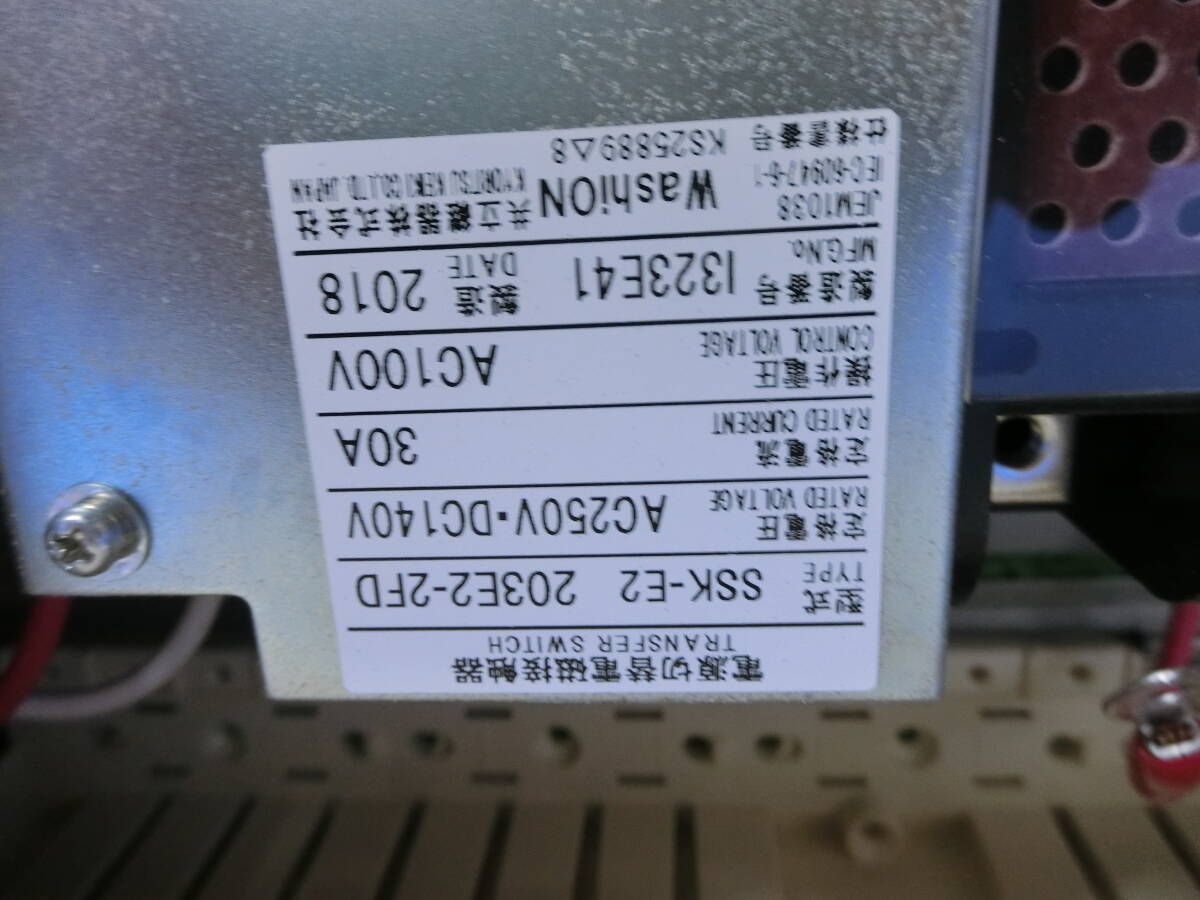 電源切替電磁接触器
TRANSFER SWITCH
型式 TYPE SSK-E2 203E2-2FD
定格電圧 RATED VOLTAGE AC250V・DC140V
定格電流 RATED CURRENT 30A
操作電圧 CONTROL VOLTAGE AC100V
製造番号 MFG.No. I323E41 製造 DATE 2018
JEM1038
IEC-60947-6-1
WashiON 共立継器株式会社
KYORITSU KEIKI CO.,LTD. JAPAN
仕様書番号 KS25889△8